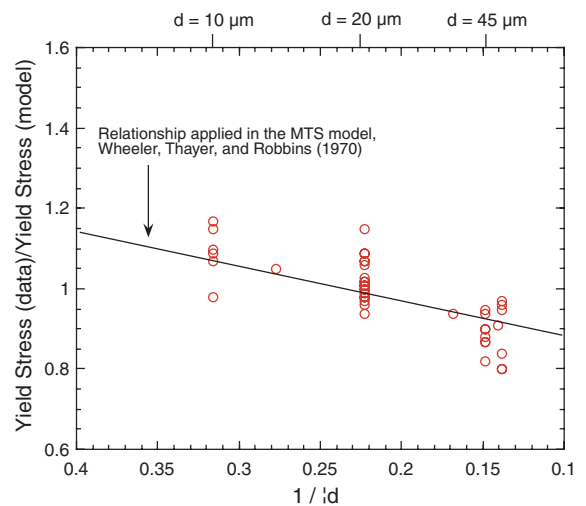 d = 10 µm d = 20 µm d = 45 µm
1.6
1.4
1.2
1
0.8
0.6
Yield Stress (data)/Yield Stress (model)
Relationship applied in the MTS model,
Wheeler, Thayer, and Robbins (1970)
0.4 0.35 0.3 0.25 0.2 0.15 0.1
1 / ¦d